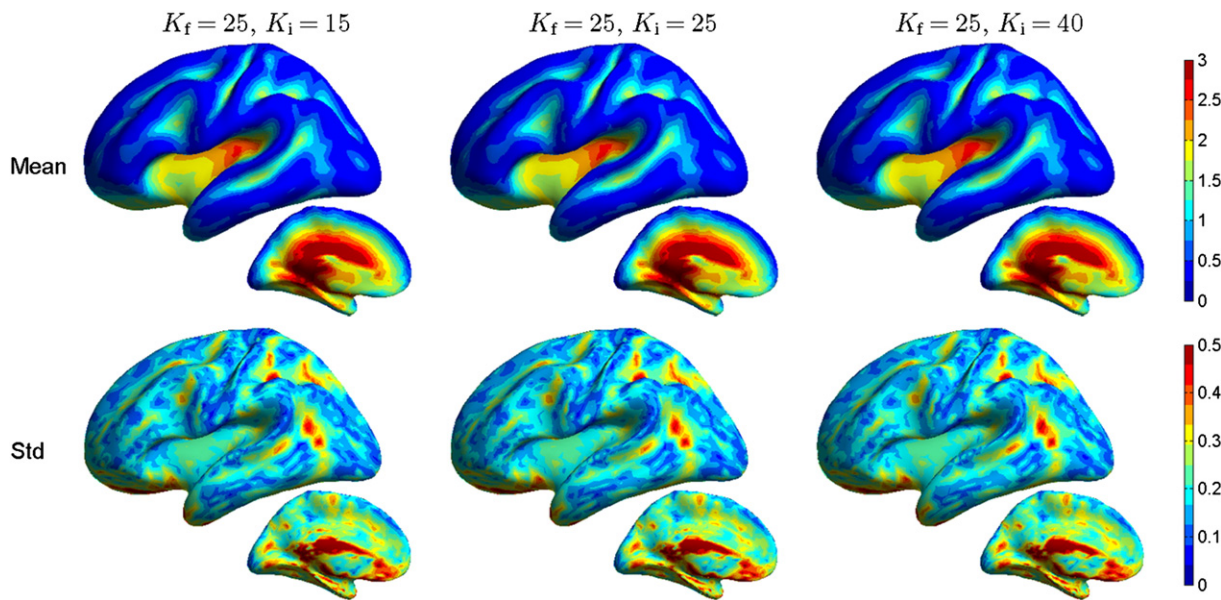 K_f = 25, K_i = 15
K_f = 25, K_i = 25
K_f = 25, K_i = 40
Mean
3
2.5
2
1.5
1
0.5
0
Std
0.5
0.4
0.3
0.2
0.1
0